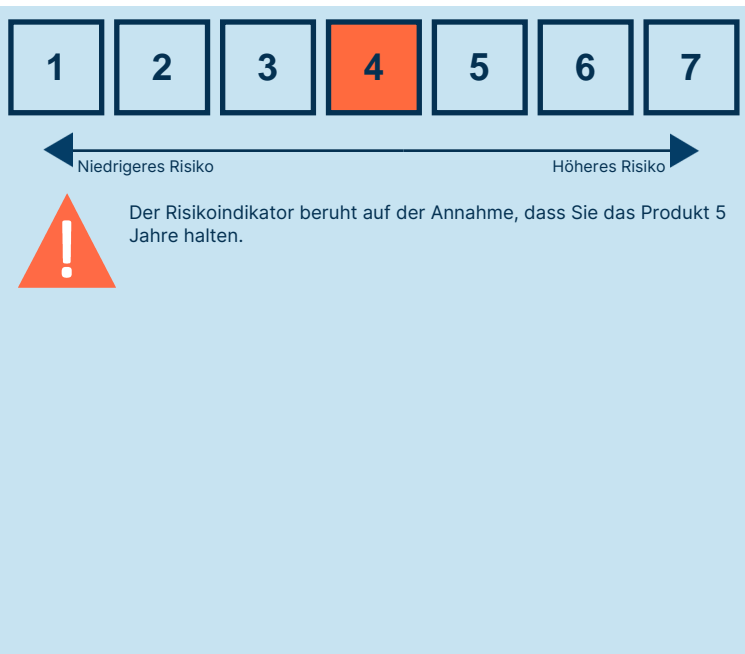 1 2 3 4 5 6 7
Niedrigeres Risiko Höheres Risiko
Der Risikoindikator beruht auf der Annahme, dass Sie das Produkt 5
Jahre halten.